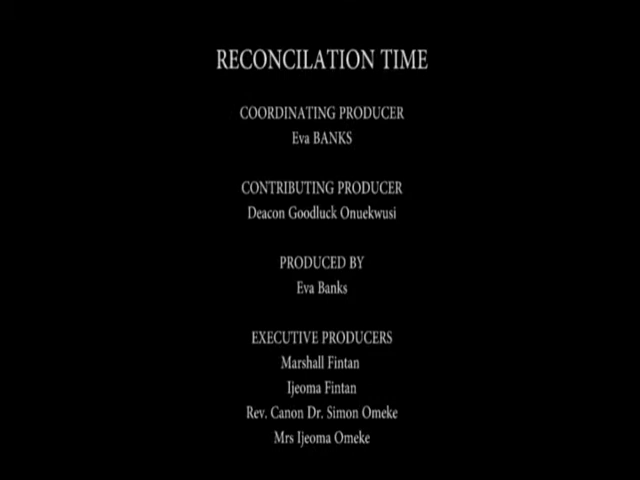 RECONCILATION TIME
COORDINATING PRODUCER
Eva BANKS
CONTRIBUTING PRODUCER
Deacon Goodluck Onuekwusi
PRODUCED BY
Eva Banks
EXECUTIVE PRODUCERS
Marshall Fintan
Ijeoma Fintan
Rev. Canon Dr. Simon Omeke
Mrs Ijeoma Omeke